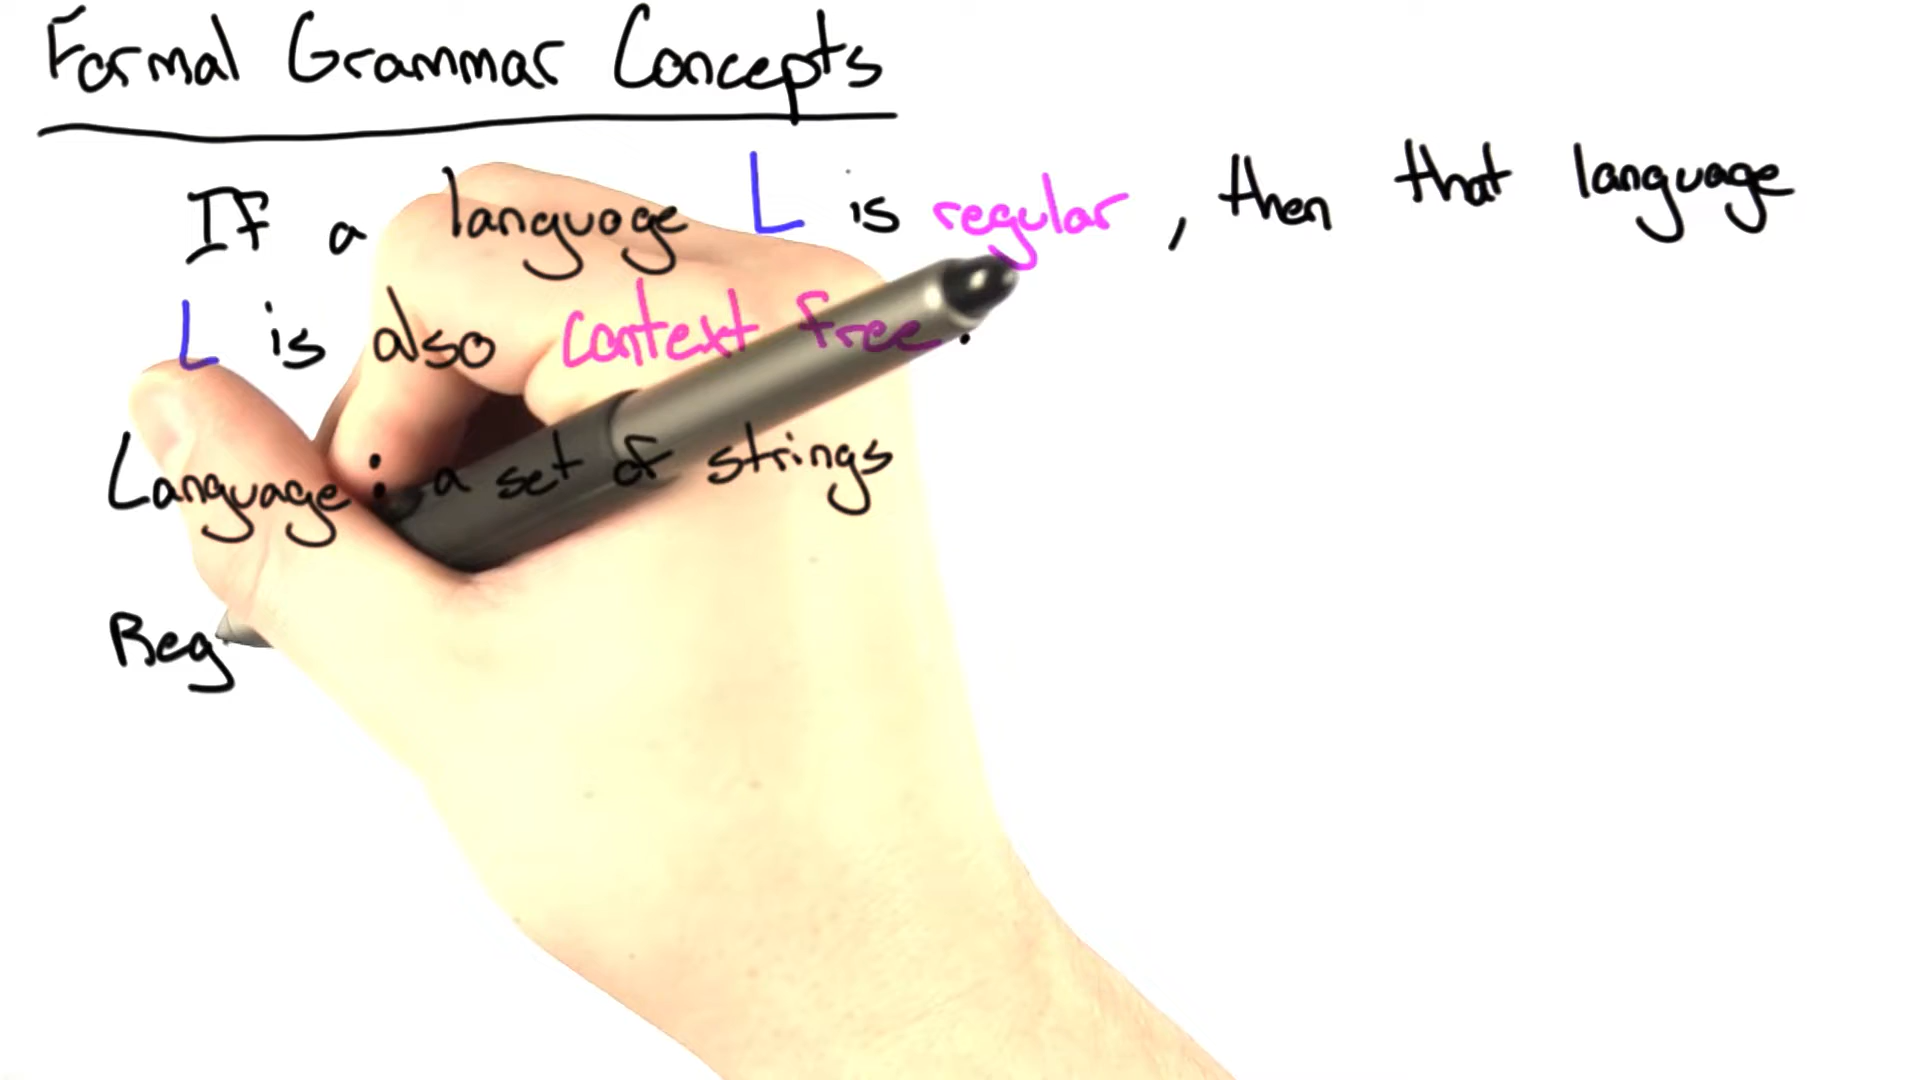 Formal Grammar Concepts
If a language L is regular, then that language
L is also context free.
Language: a set of strings
Reg